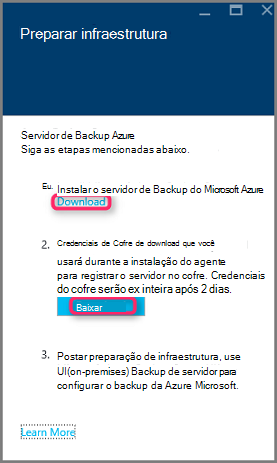 Preparar infraestrutura
Servidor de Backup Azure
Siga as etapas mencionadas abaixo.
Eu. Instalar o servidor de Backup do Microsoft Azure
Download
2. Credenciais de Cofre de download que você
usará durante a instalação do agente
para registrar o servidor no cofre. Credenciais
do cofre serão ex inteira após 2 dias.
Baixar
3. Postar preparação de infraestrutura, use
UI(on-premises) Backup de servidor para
configurar o backup da Azure Microsoft.
Learn More